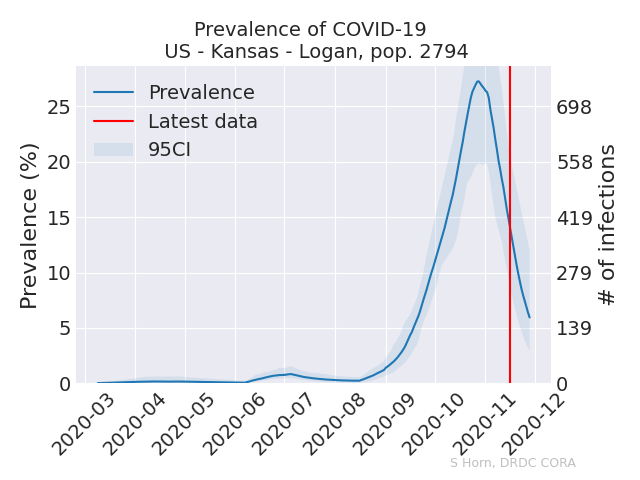 Prevalence of COVID-19
US - Kansas - Logan, pop. 2794
Prevalence
Latest data
95CI
Prevalence (%)
25
20
15
10
5
0
698
558
419
279
139
0
# of infections
2020-03
2020-04
2020-05
2020-06
2020-07
2020-08
2020-09
2020-10
2020-11
2020-12
S Horn, DRDC CORA